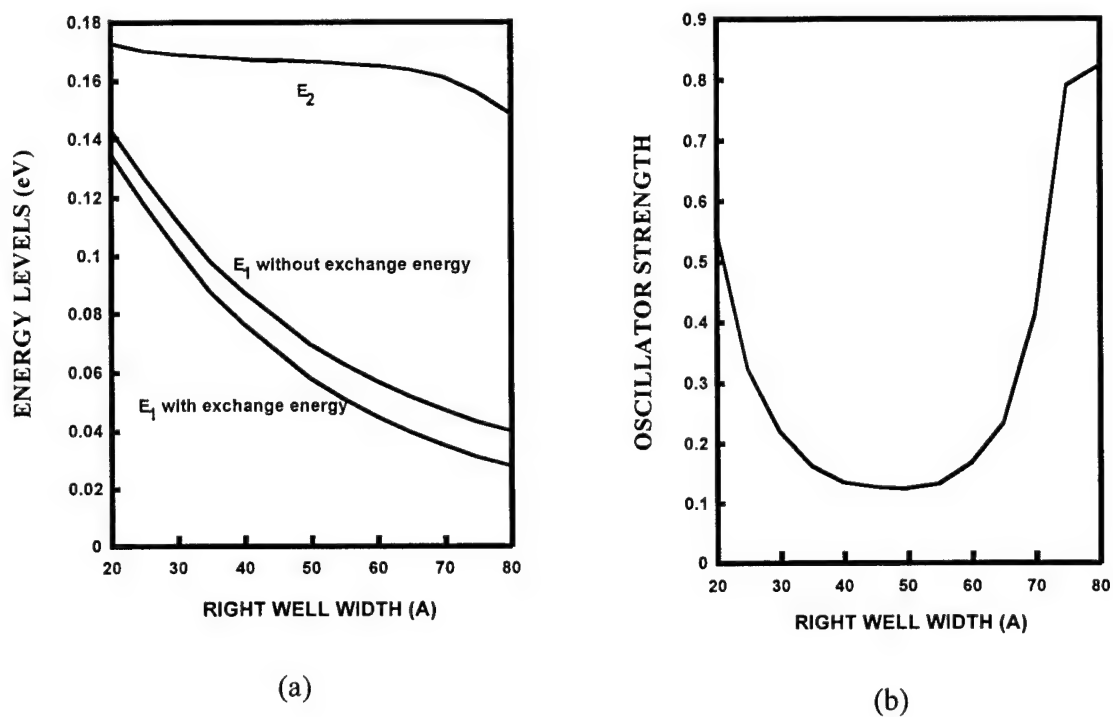 ENERGY LEVELS (eV)
0.18
0.16
0.14
0.12
0.1
0.08
0.06
0.04
0.02
0
E2
E1 without exchange energy
E1 with exchange energy
20 30 40 50 60 70 80
RIGHT WELL WIDTH (A)
(a)
OSCILLATOR STRENGTH
0.9
0.8
0.7
0.6
0.5
0.4
0.3
0.2
0.1
0
20 30 40 50 60 70 80
RIGHT WELL WIDTH (A)
(b)